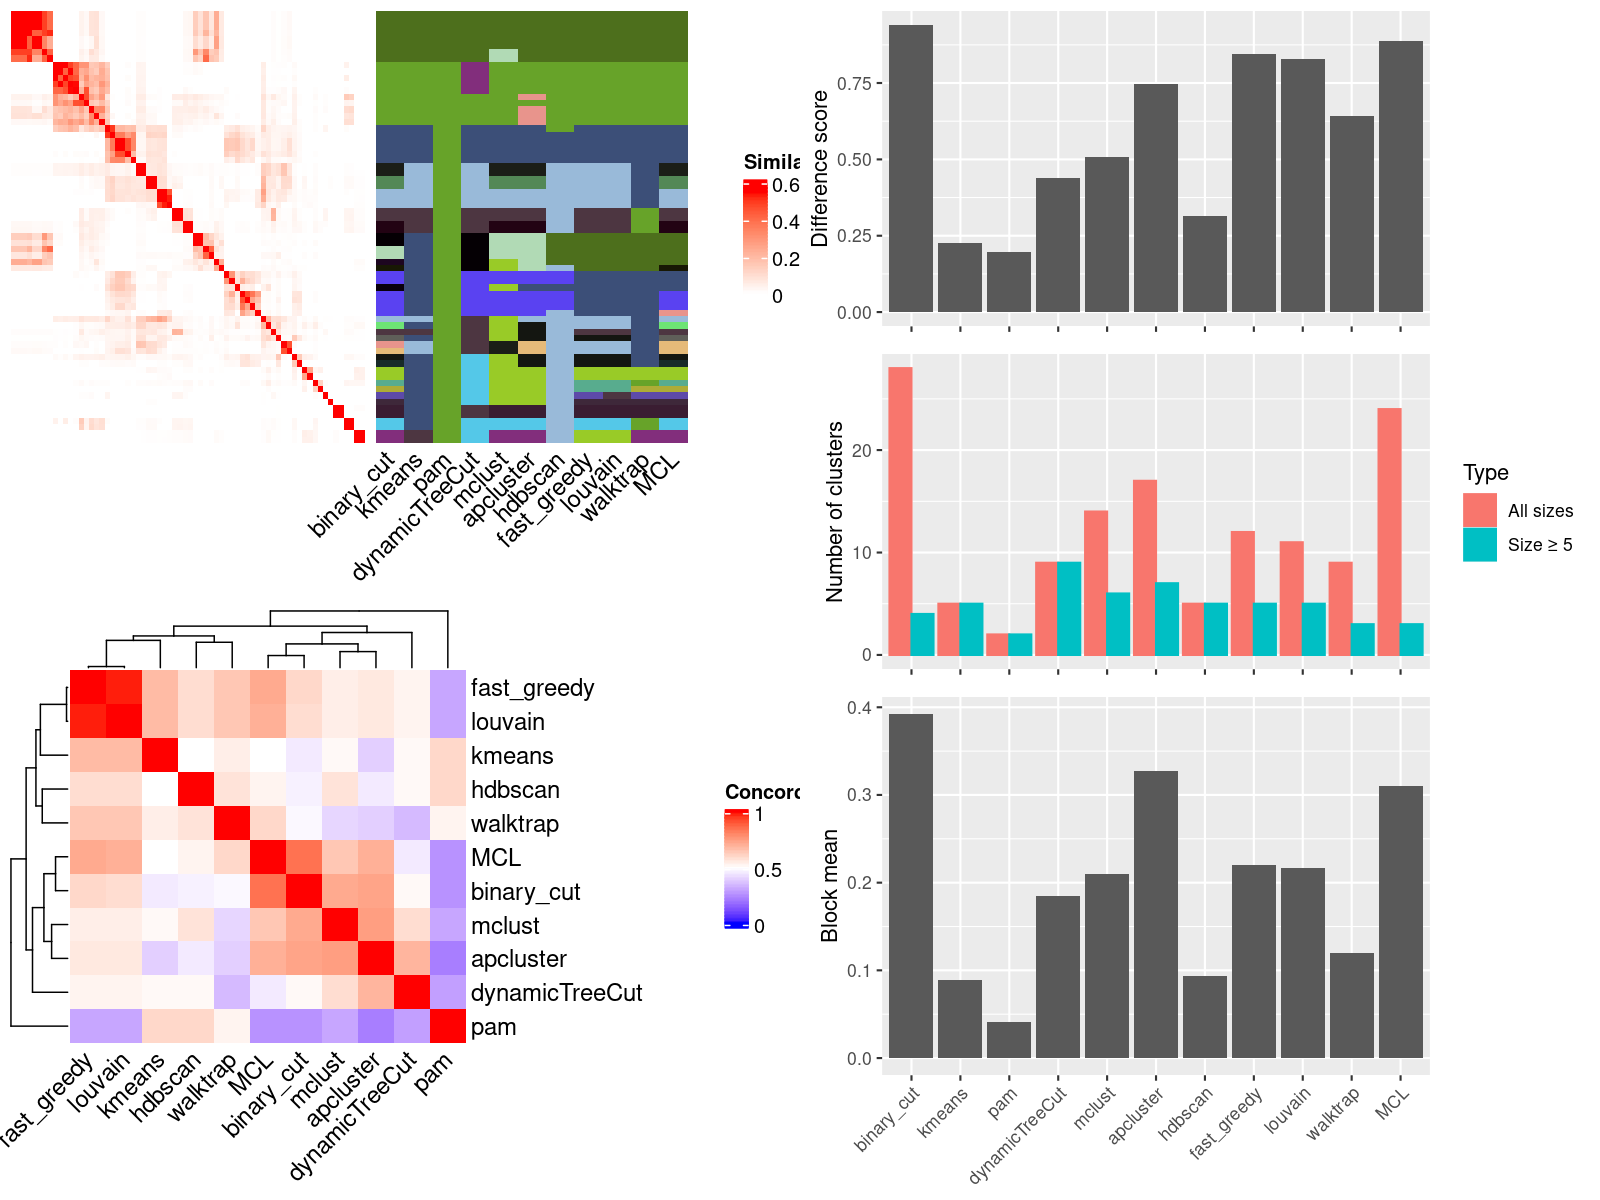 Simila
0.6
0.4
0.2
0
binary_cut
kmeans
pam
dynamicTreeCut
mclust
apcluster
hdbscan
fast_greedy
louvain
walktrap
MCL
fast_greedy
louvain
kmeans
hdbscan
walktrap
MCL
binary_cut
mclust
apcluster
dynamicTreeCut
pam
fast_greedy
louvain
kmeans
hdbscan
walktrap
MCL
binary_cut
mclust
apcluster
dynamicTreeCut
pam
Concord
1
0.5
0
Difference score
0.75
0.50
0.25
0.00
Number of clusters
20
10
0
Type
All sizes
Size ≥ 5
Block mean
0.4
0.3
0.2
0.1
0.0
binary_cut
kmeans
pam
dynamicTreeCut
mclust
apcluster
hdbscan
fast_greedy
louvain
walktrap
MCL